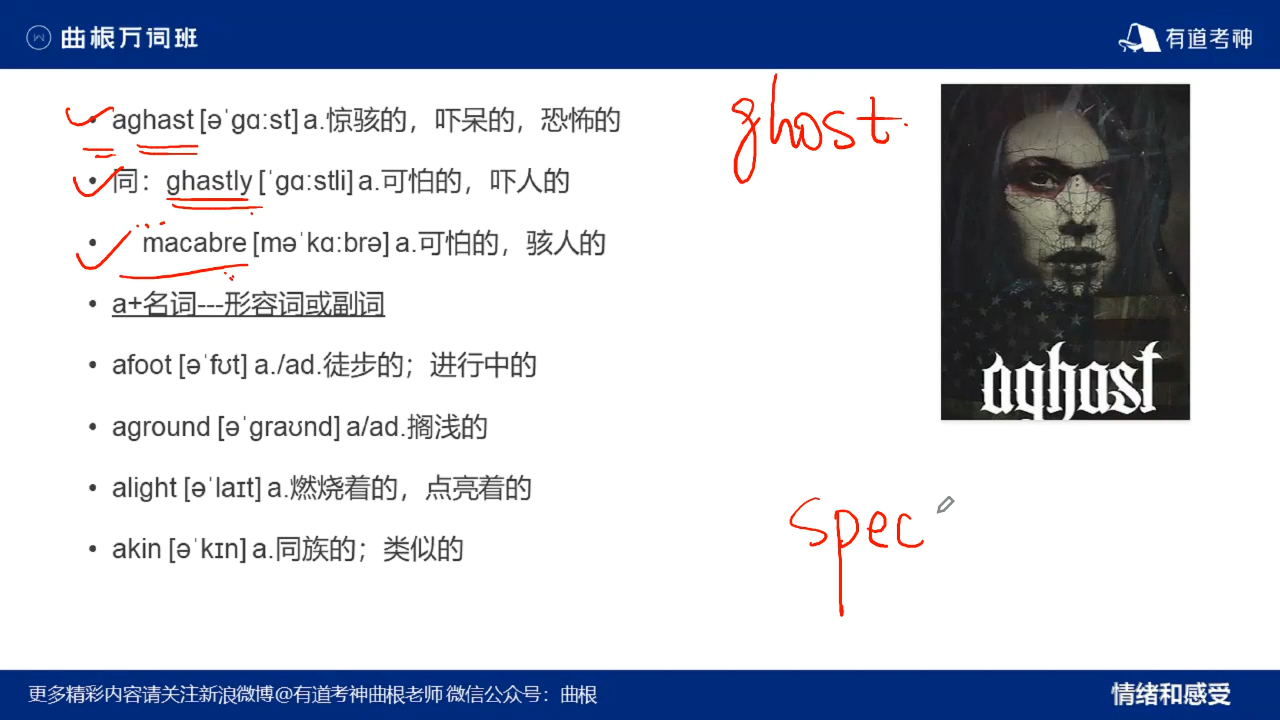 曲根万词班
有道考神
• aghast [əˈɡɑːst] a.惊骇的，吓呆的，恐怖的
• 同：ghastly [ˈɡɑːstli] a.可怕的，吓人的
• macabre [məˈkɑːbrə] a.可怕的，骇人的
• a+名词---形容词或副词
• afoot [əˈfʊt] a./ad.徒步的；进行中的
• aground [əˈɡraʊnd] a/ad.搁浅的
• alight [əˈlaɪt] a.燃烧着的，点亮着的
• akin [əˈkɪn] a.同族的；类似的
ghost.
aghast
spec
更多精彩内容请关注新浪微博@有道考神曲根老师 微信公众号：曲根
情绪和感受